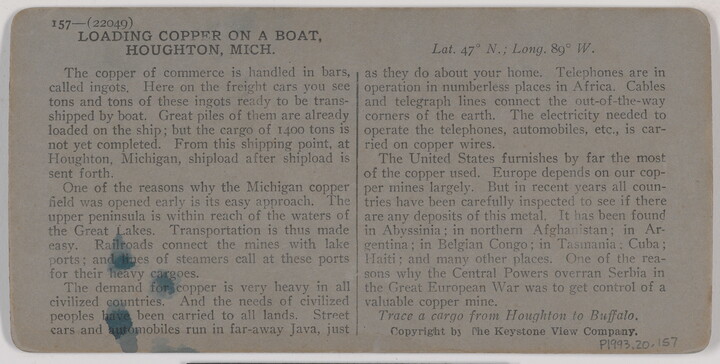 157—(22049)
LOADING COPPER ON A BOAT,
HOUGHTON, MICH.
The copper of commerce is handled in bars,
called ingots. Here on the freight cars you see
tons and tons of these ingots ready to be trans-
shipped by boat. Great piles of them are already
loaded on the ship; but the cargo of 1400 tons is
not yet completed. From this shipping point, at
Houghton, Michigan, shipload after shipload is
sent forth.
One of the reasons why the Michigan copper
field was opened early is its easy approach. The
upper peninsula is within reach of the waters of
the Great Lakes. Transportation is thus made
easy. Railroads connect the mines with lake
ports; and lines of steamers call at these ports
for their heavy cargoes.
The demand for copper is very heavy in all
civilized countries. And the needs of civilized
peoples have been carried to all lands. Street
cars and automobiles run in far-away Java, just
Lat. 47° N.; Long. 89° W.
as they do about your home. Telephones are in
operation in numberless places in Africa. Cables
and telegraph lines connect the out-of-the-way
corners of the earth. The electricity needed to
operate the telephones, automobiles, etc., is car-
ried on copper wires.
The United States furnishes by far the most
of the copper used. Europe depends on our cop-
per mines largely. But in recent years all coun-
tries have been carefully inspected to see if there
are any deposits of this metal. It has been found
in Abyssinia; in northern Afghanistan; in Ar-
gentina; in Belgian Congo; in Tasmania; Cuba;
Haiti; and many other places. One of the rea-
sons why the Central Powers overran Serbia in
the Great European War was to get control of a
valuable copper mine.
Trace a cargo from Houghton to Buffalo.
Copyright by The Keystone View Company.
P1993.20.157